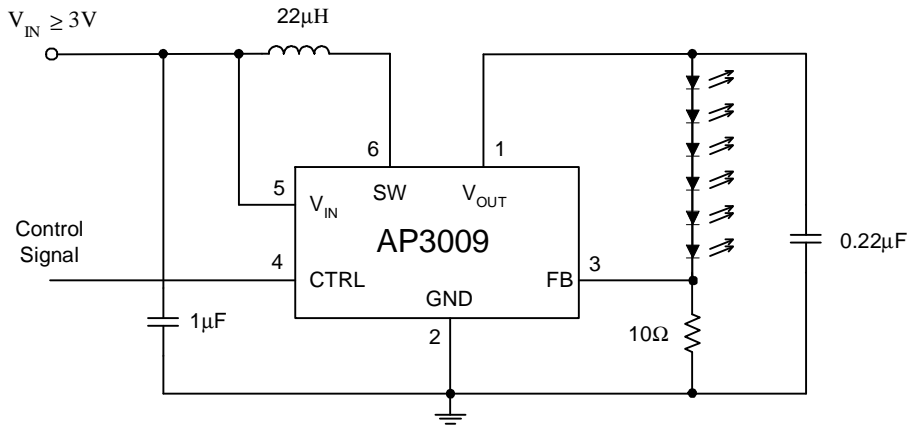 V_IN ≥ 3V
22μH
6
1
5
SW
V_OUT
V_IN
AP3009
Control
Signal
4
CTRL
FB
3
0.22μF
GND
1μF
2
10Ω